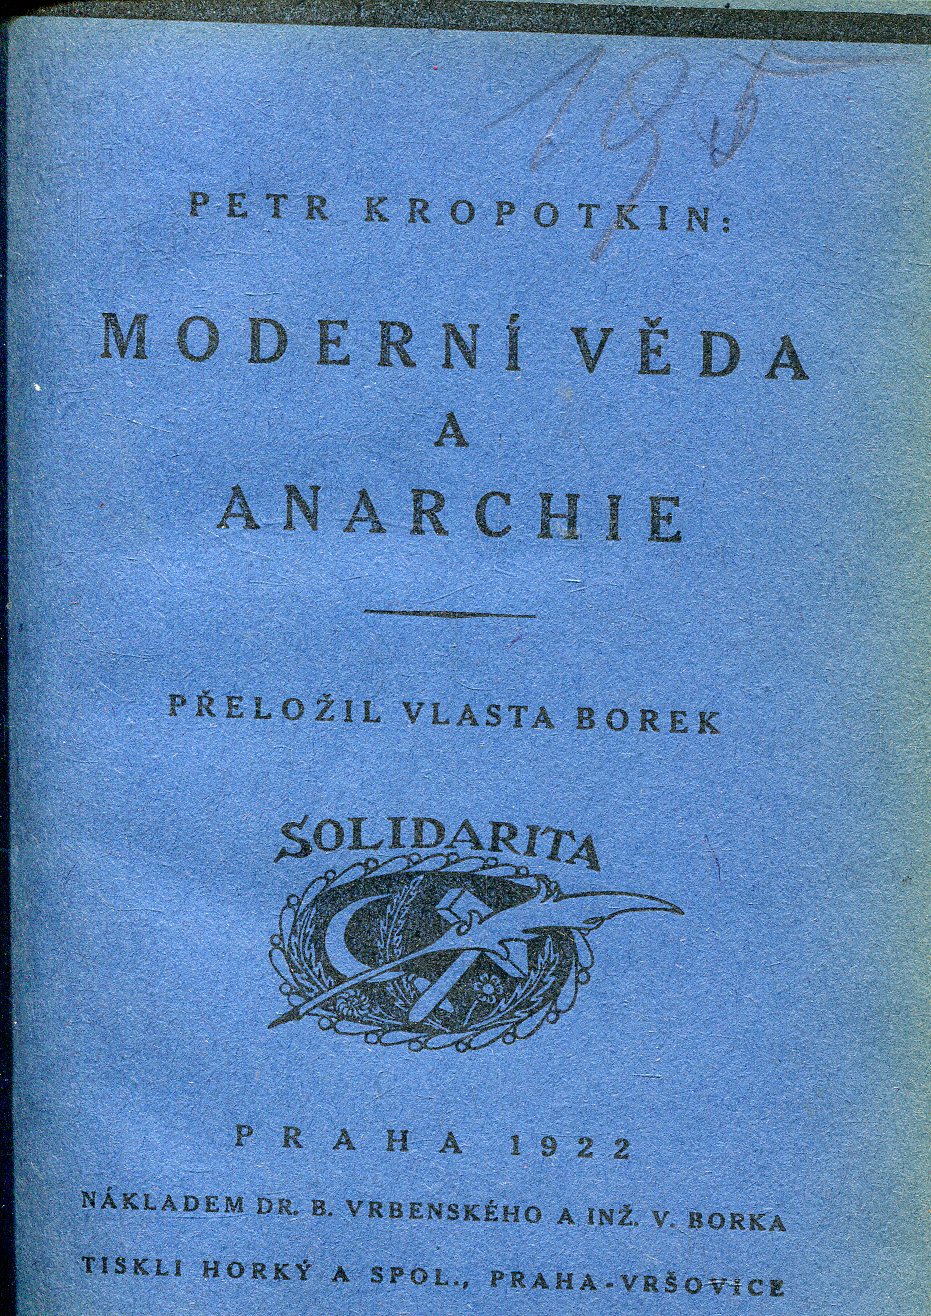 195
PETR KROPOTKIN:
MODERNÍ VĚDA
A
ANARCHIE
PŘELOŽIL VLASTA BOREK
SOLIDARITA
PRAHA 1922
NÁKLADEM DR. B. VRBENSKÉHO A INŽ. V. BORKA
TISKLI HORKÝ A SPOL., PRAHA-VRŠOVICE